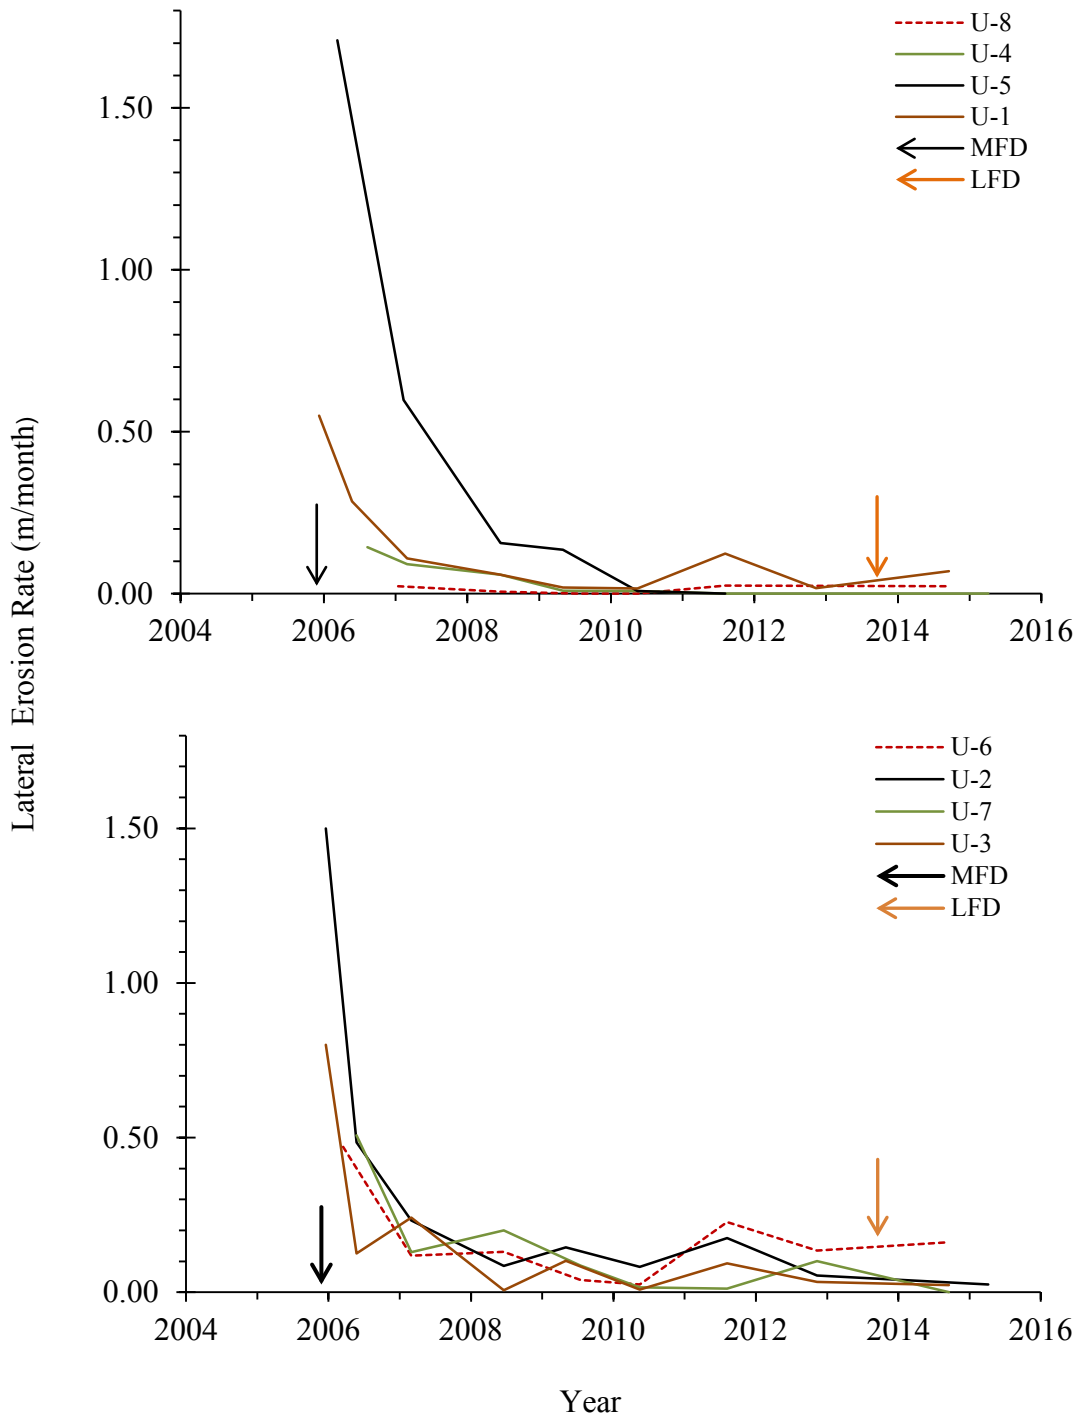 U-8
U-4
U-5
U-1
MFD
LFD
1.50
1.00
0.50
0.00
2004 2006 2008 2010 2012 2014 2016
Lateral Erosion Rate (m/month)
U-6
U-2
U-7
U-3
MFD
LFD
1.50
1.00
0.50
0.00
2004 2006 2008 2010 2012 2014 2016
Year